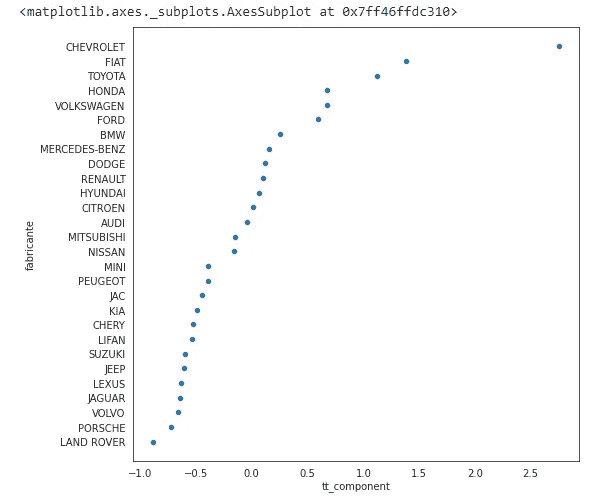 <matplotlib.axes._subplots.AxesSubplot at 0x7ff46ffdc310>
CHEVROLET
FIAT
TOYOTA
HONDA
VOLKSWAGEN
FORD
BMW
MERCEDES-BENZ
DODGE
RENAULT
HYUNDAI
CITROEN
AUDI
MITSUBISHI
NISSAN
MINI
PEUGEOT
JAC
KIA
CHERY
LIFAN
SUZUKI
JEEP
LEXUS
JAGUAR
VOLVO
PORSCHE
LAND ROVER
fabricante
−1.0 −0.5 0.0 0.5 1.0 1.5 2.0 2.5
tt_component